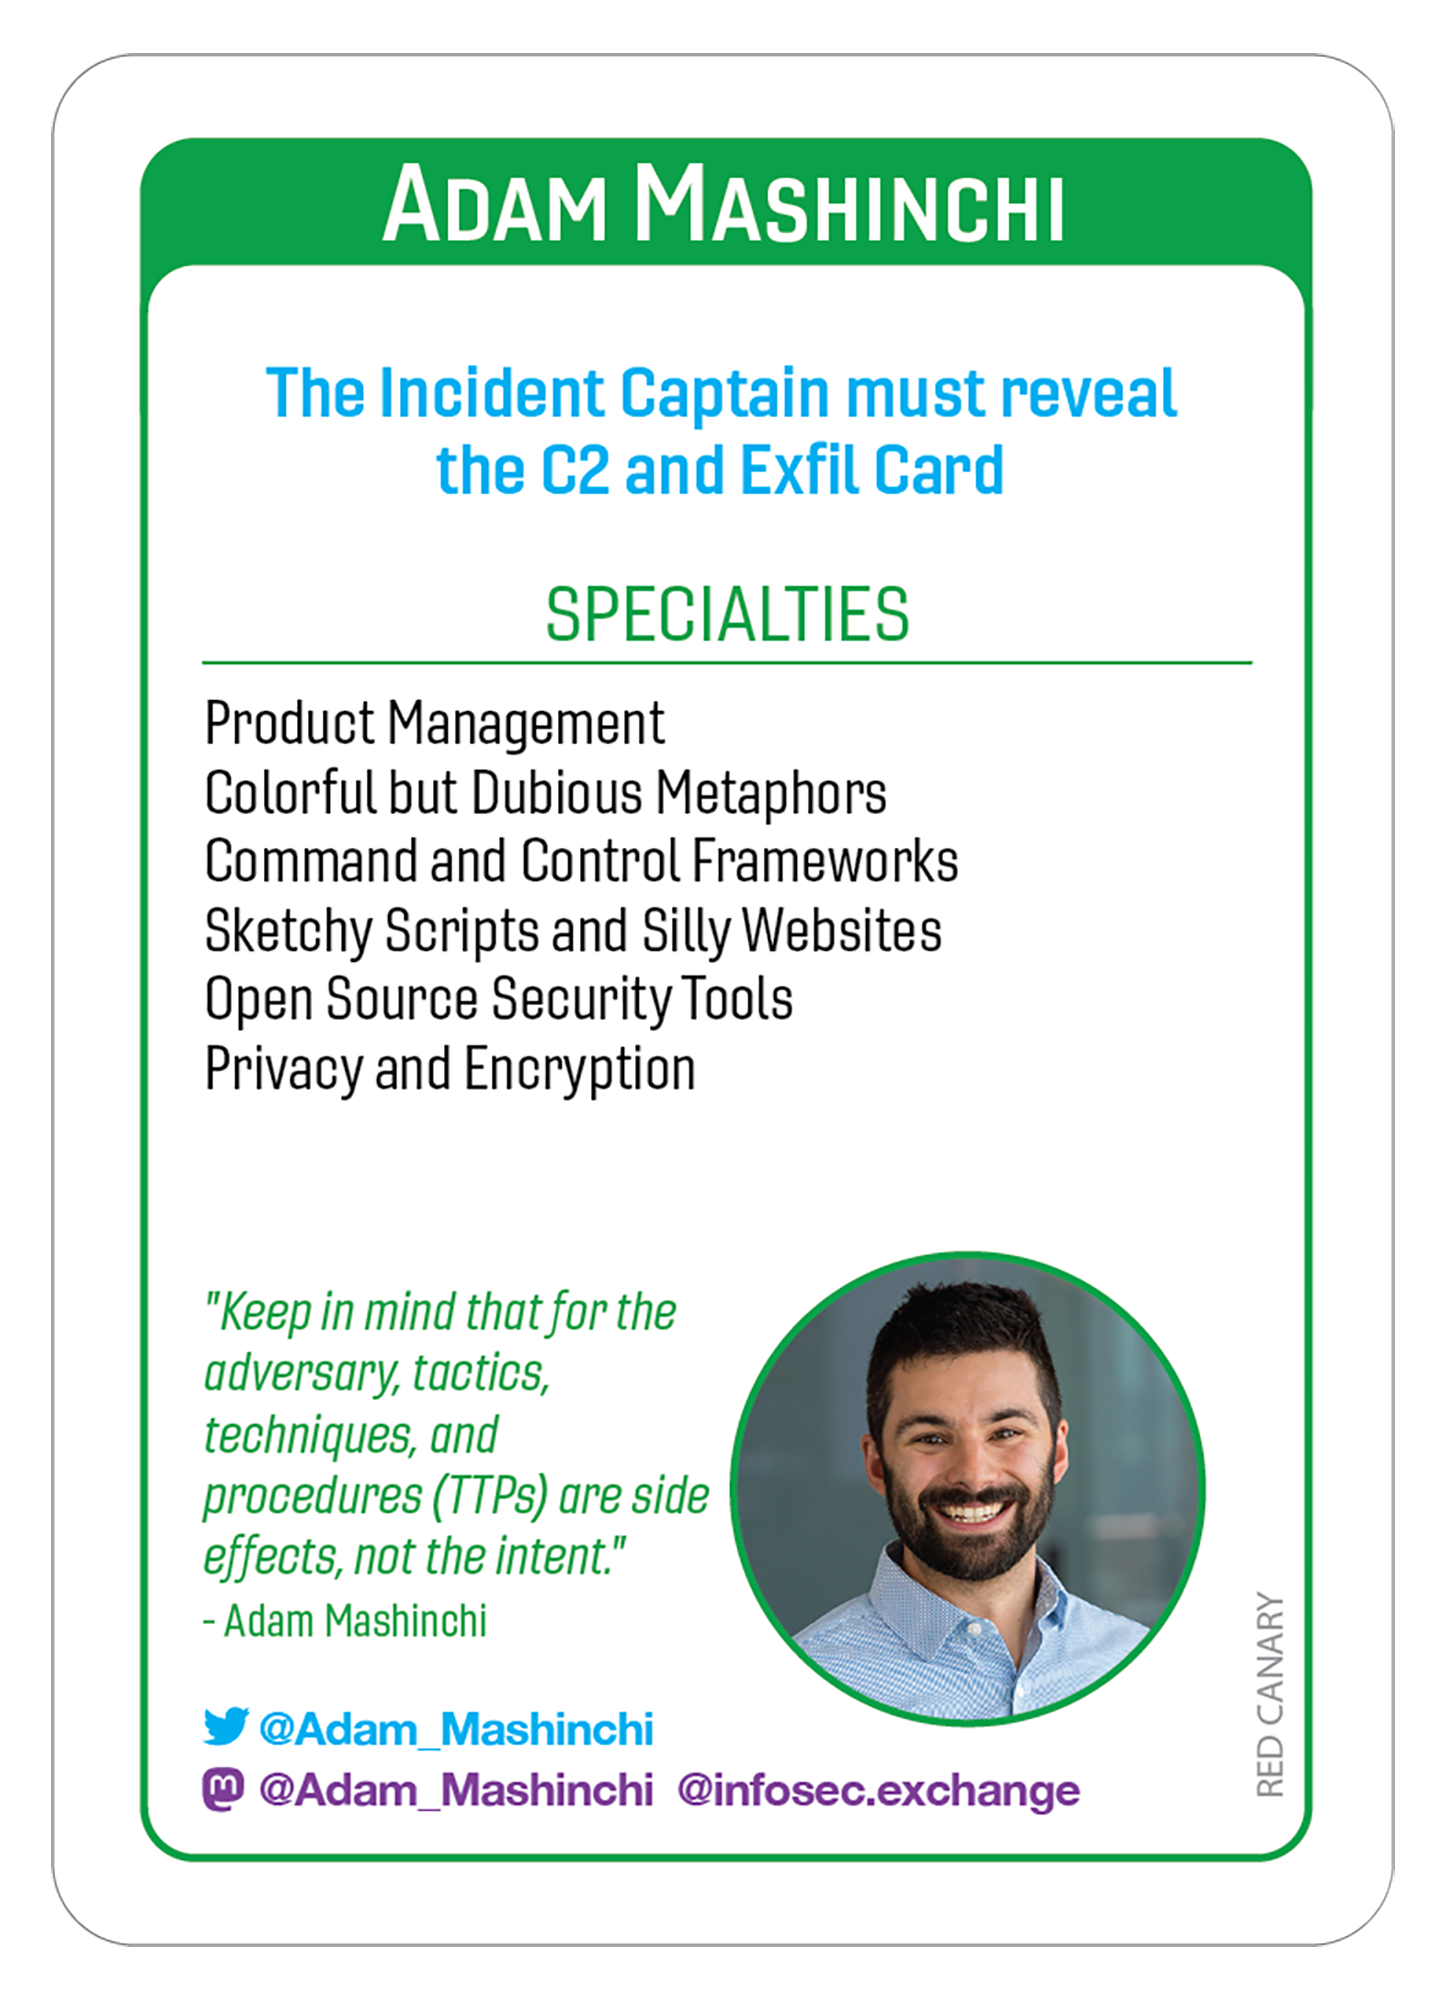 ADAM MASHINCHI
The Incident Captain must reveal
the C2 and Exfil Card
SPECIALTIES
Product Management
Colorful but Dubious Metaphors
Command and Control Frameworks
Sketchy Scripts and Silly Websites
Open Source Security Tools
Privacy and Encryption
"Keep in mind that for the
adversary, tactics,
techniques, and
procedures (TTPs) are side
effects, not the intent."
- Adam Mashinchi
@Adam_Mashinchi
@Adam_Mashinchi @infosec.exchange
RED CANARY